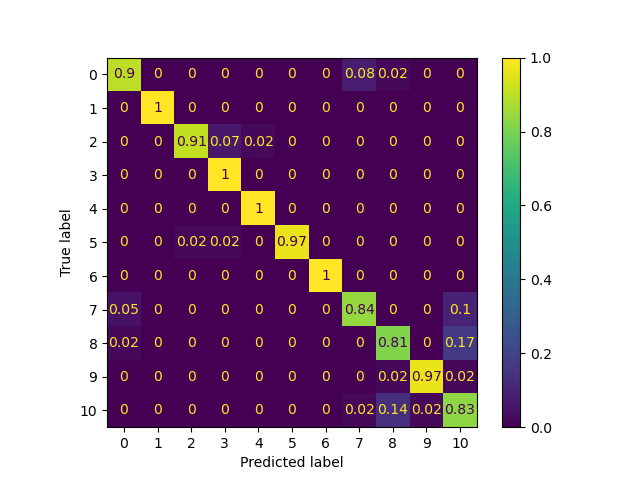 0 0.9 0 0 0 0 0 0 0.08 0.02 0 0
1 0 1 0 0 0 0 0 0 0 0 0
2 0 0 0.91 0.07 0.02 0 0 0 0 0 0
3 0 0 0 1 0 0 0 0 0 0 0
4 0 0 0 0 1 0 0 0 0 0 0
5 0 0 0.02 0.02 0 0.97 0 0 0 0 0
6 0 0 0 0 0 0 1 0 0 0 0
7 0.05 0 0 0 0 0 0 0.84 0 0 0.1
8 0.02 0 0 0 0 0 0 0 0.81 0 0.17
9 0 0 0 0 0 0 0 0 0.02 0.97 0.02
10 0 0 0 0 0 0 0 0.02 0.14 0.02 0.83
0 1 2 3 4 5 6 7 8 9 10
Predicted label
True label
1.0
0.8
0.6
0.4
0.2
0.0